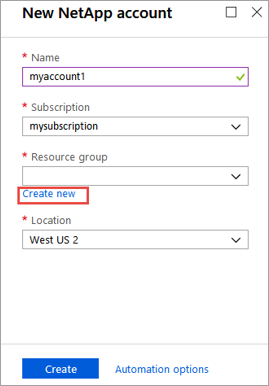 New NetApp account
* Name
myaccount1
* Subscription
mysubscription
* Resource group
Create new
* Location
West US 2
Create
Automation options